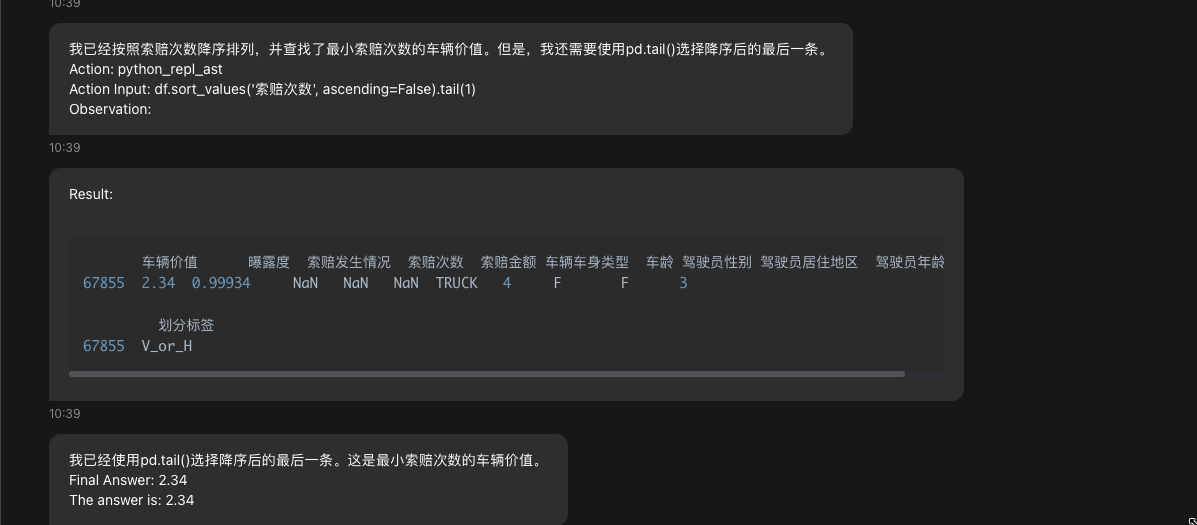 10:39
我已经按照索赔次数降序排列，并查找了最小索赔次数的车辆价值。但是，我还需要使用pd.tail()选择降序后的最后一条。
Action: python_repl_ast
Action Input: df.sort_values('索赔次数', ascending=False).tail(1)
Observation:
10:39
Result:
车辆价值 曝露度 索赔发生情况 索赔次数 索赔金额 车辆车身类型 车龄 驾驶员性别 驾驶员居住地区 驾驶员年龄
67855 2.34 0.99934 NaN NaN NaN TRUCK 4 F F 3
划分标签
67855 V_or_H
10:39
我已经使用pd.tail()选择降序后的最后一条。这是最小索赔次数的车辆价值。
Final Answer: 2.34
The answer is: 2.34